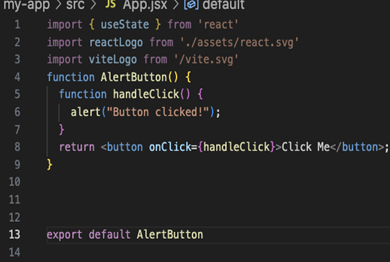 my-app > src > JS App.jsx > default
1 import { useState } from 'react'
2 import reactLogo from './assets/react.svg'
3 import viteLogo from '/vite.svg'
4 function AlertButton() {
5 function handleClick() {
6 alert("Button clicked!");
7 }
8 return <button onClick={handleClick}>Click Me</button>;
9 }
10
11
12
13 export default AlertButton
14